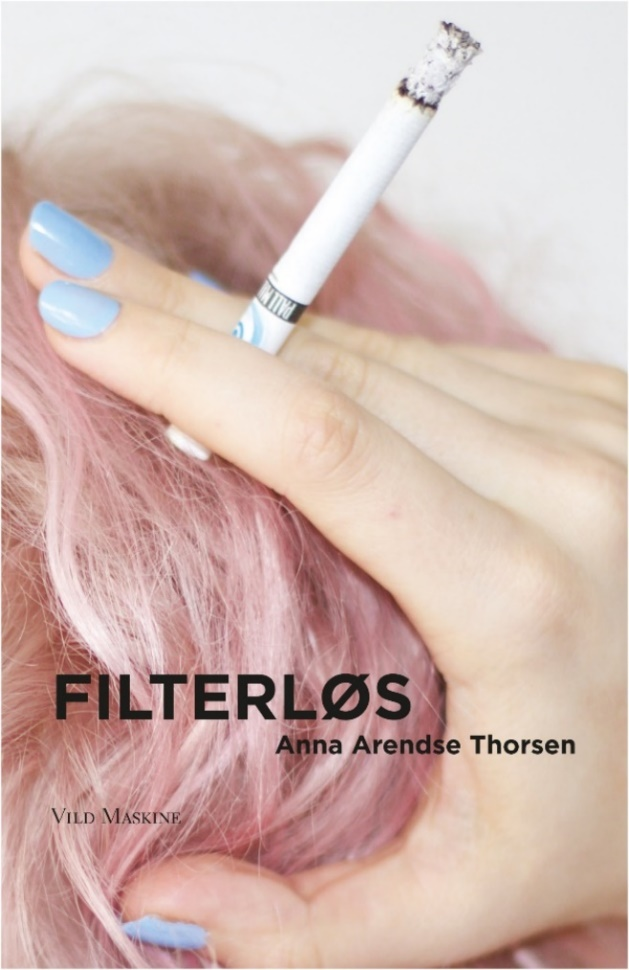 FILTERLØS
Anna Arendse Thorsen
VILD MASKINE